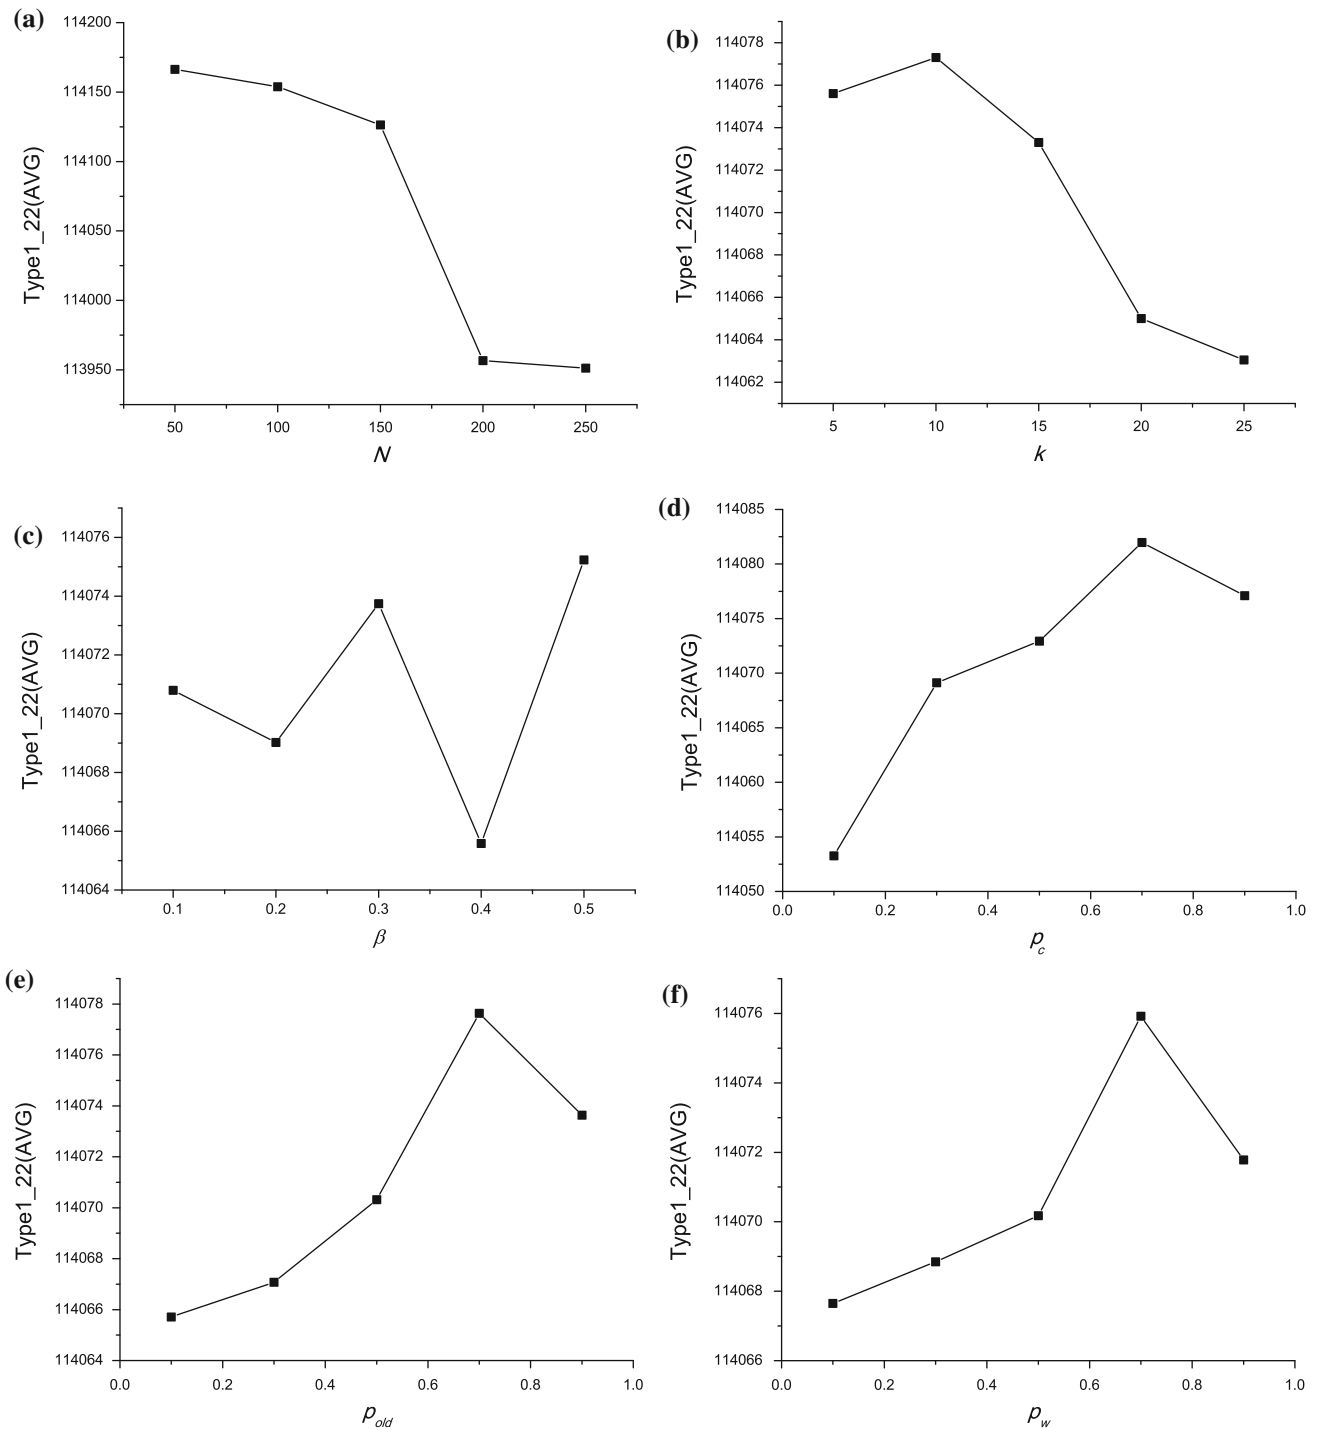 (a)
114200
114150
114100
114050
114000
113950
Type1_22(AVG)
50 100 150 200 250
N
(b)
114078
114076
114074
114072
114070
114068
114066
114064
114062
Type1_22(AVG)
5 10 15 20 25
k
(c)
114076
114074
114072
114070
114068
114066
114064
Type1_22(AVG)
0.1 0.2 0.3 0.4 0.5
β
(d)
114085
114080
114075
114070
114065
114060
114055
114050
Type1_22(AVG)
0.0 0.2 0.4 0.6 0.8 1.0
p_c
(e)
114078
114076
114074
114072
114070
114068
114066
114064
Type1_22(AVG)
0.0 0.2 0.4 0.6 0.8 1.0
p_old
(f)
114076
114074
114072
114070
114068
114066
Type1_22(AVG)
0.0 0.2 0.4 0.6 0.8 1.0
p_w